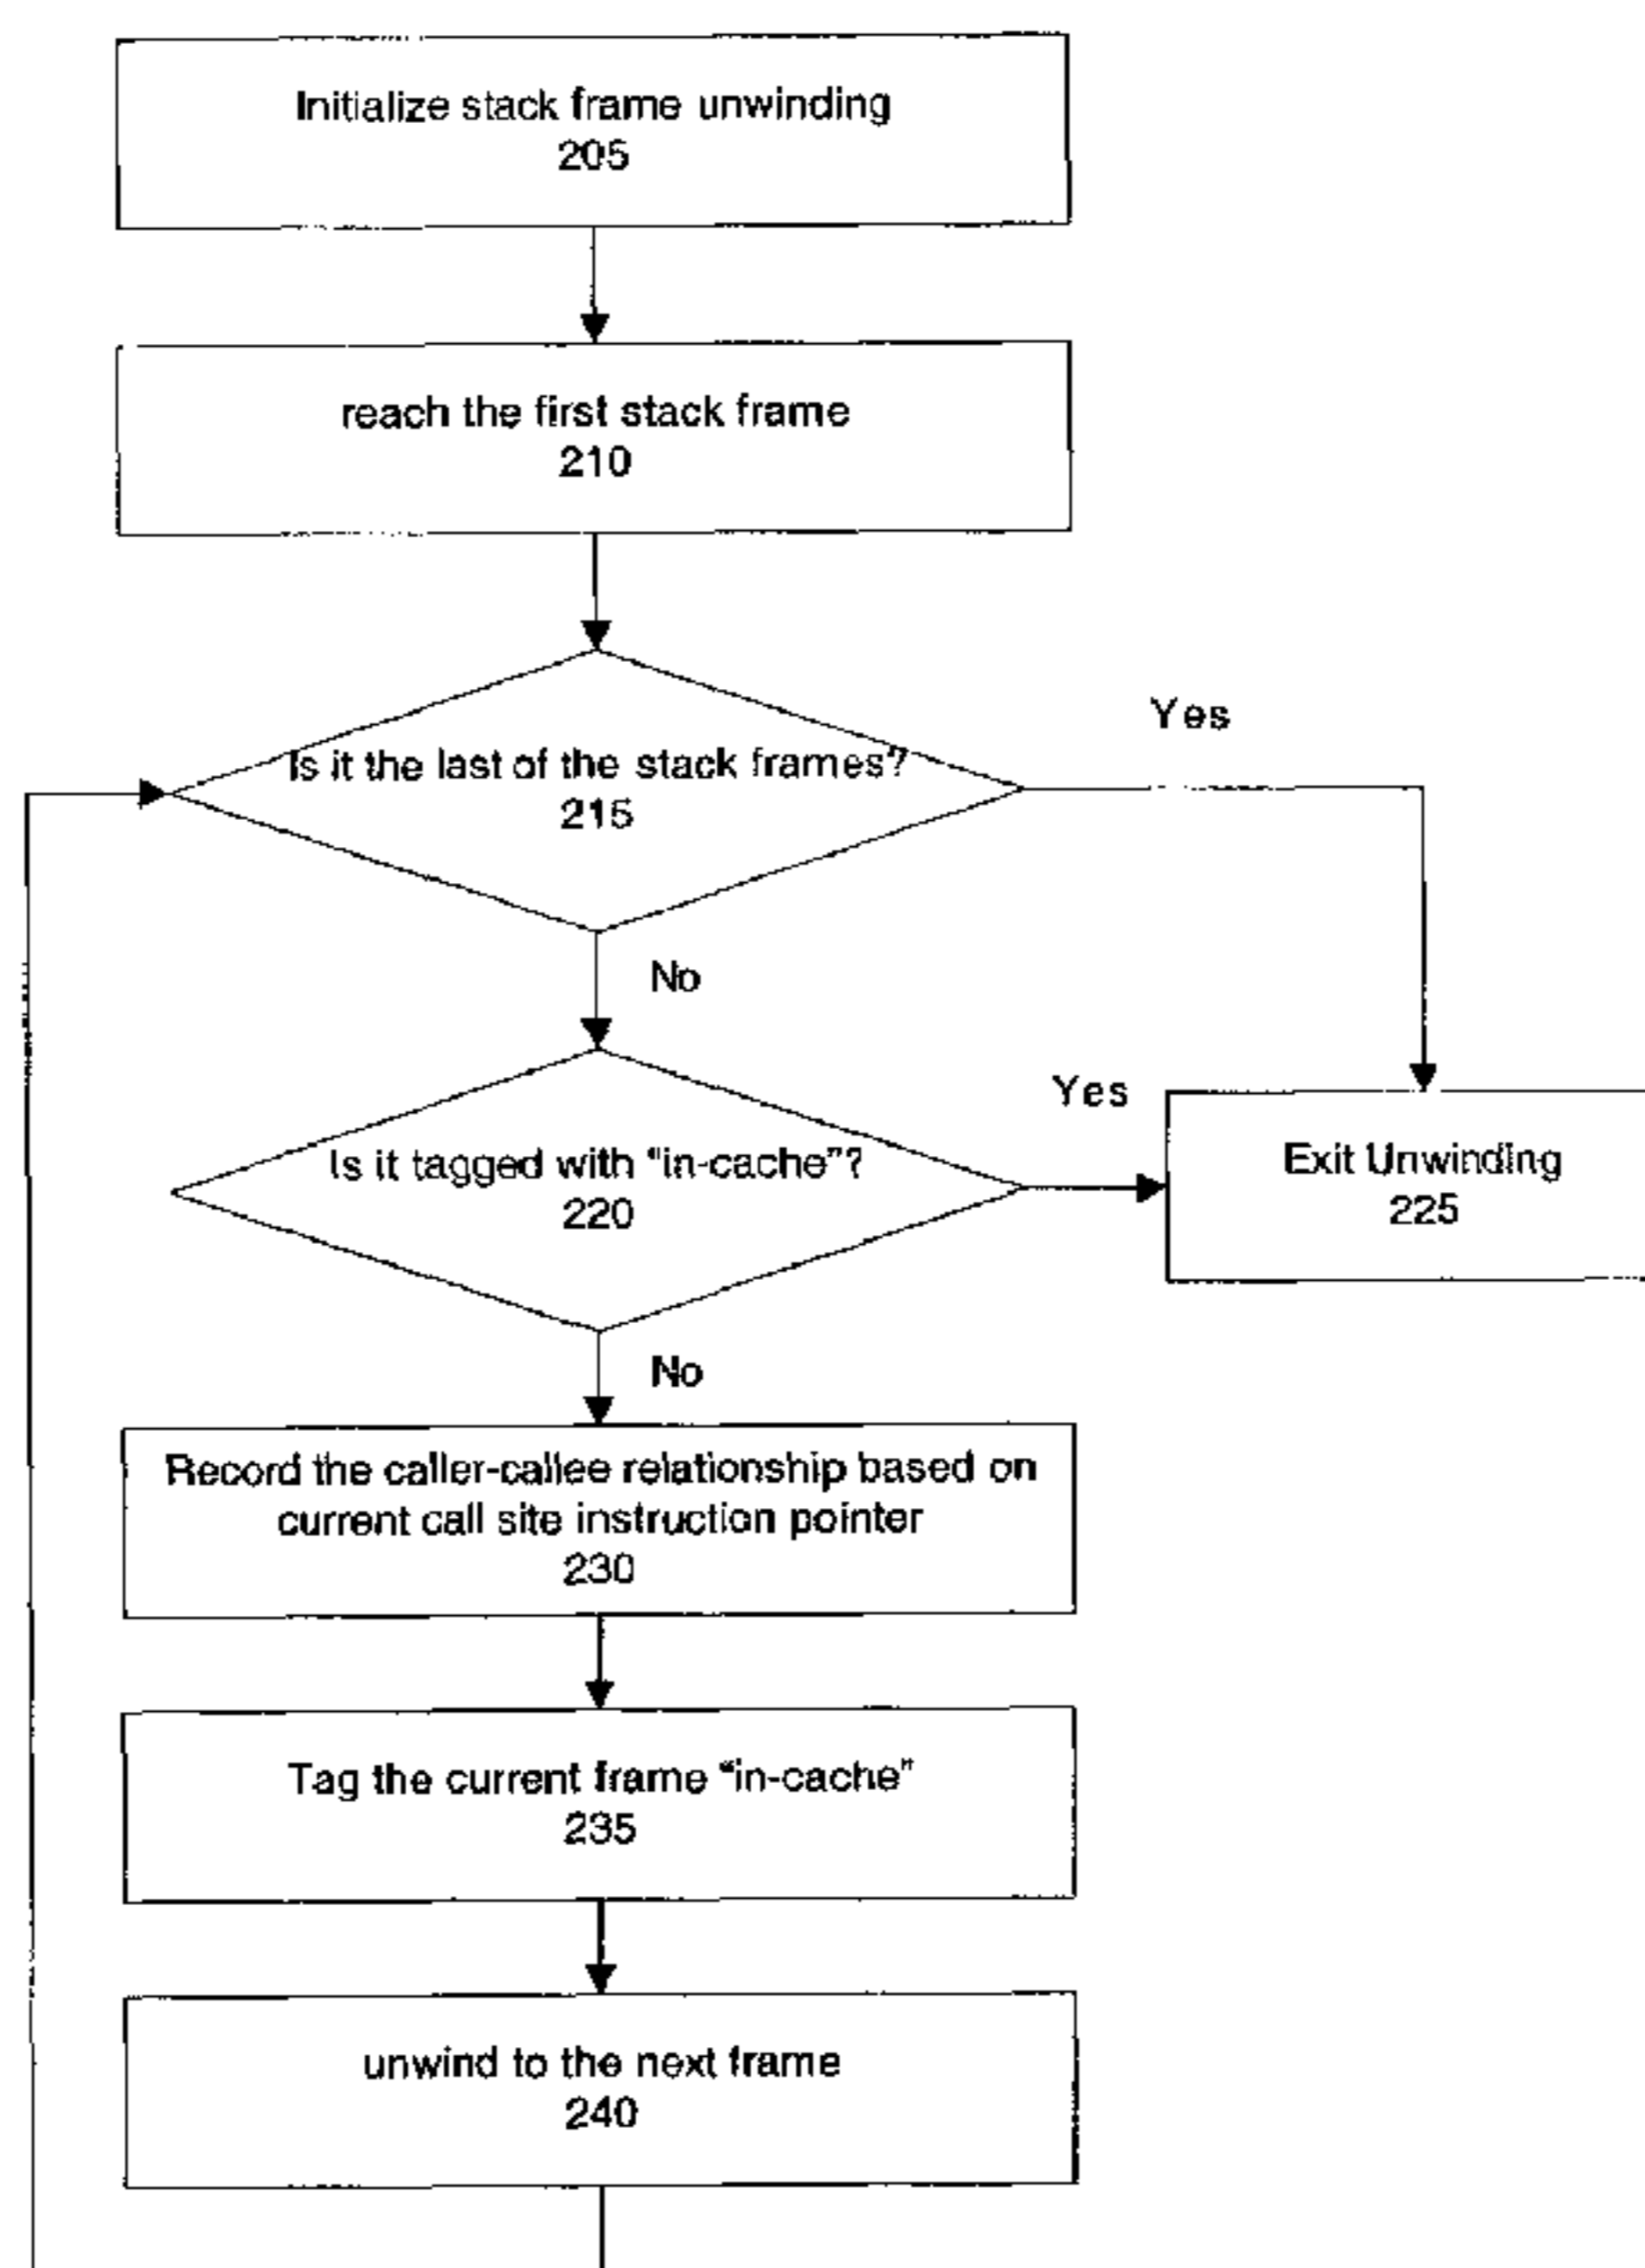 Initialize stack frame unwinding
205
reach the first stack frame
210
Is it the last of the stack frames?
215
Yes
No
Is it tagged with "in-cache"?
220
Yes
Exit Unwinding
225
No
Record the caller-callee relationship based on
current call site instruction pointer
230
Tag the current frame "in-cache"
235
unwind to the next frame
240